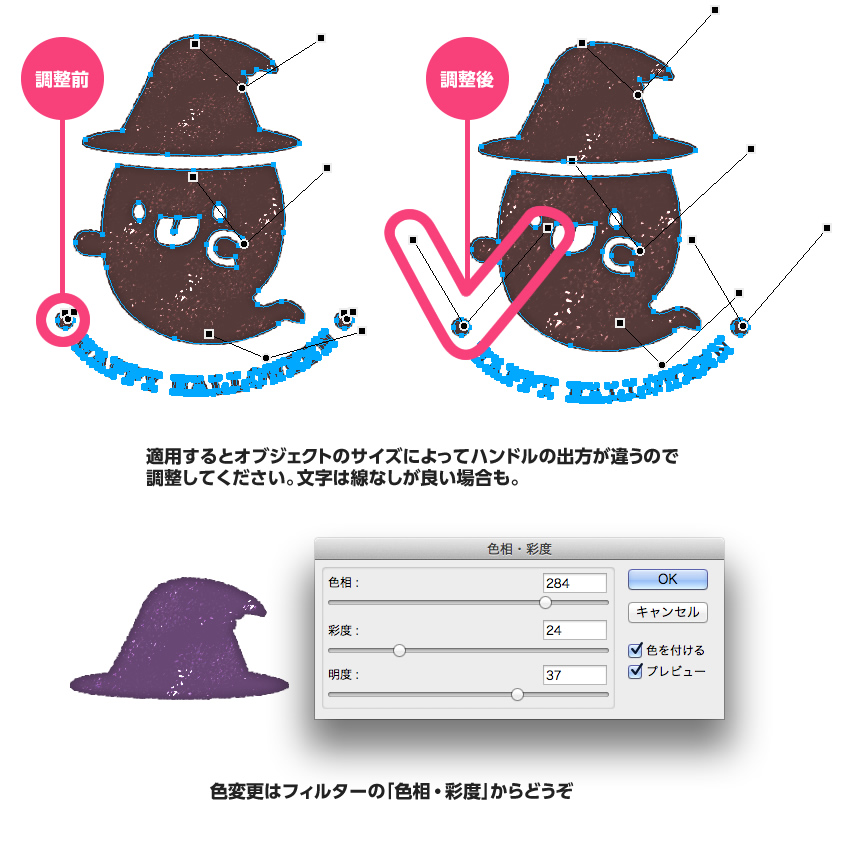 調整前
調整後
適用するとオブジェクトのサイズによってハンドルの出方が違うので
調整してください。文字は線なしが良い場合も。
色相・彩度
色相：
284
OK
キャンセル
彩度：
24
色を付ける
プレビュー
明度：
37
色変更はフィルターの「色相・彩度」からどうぞ